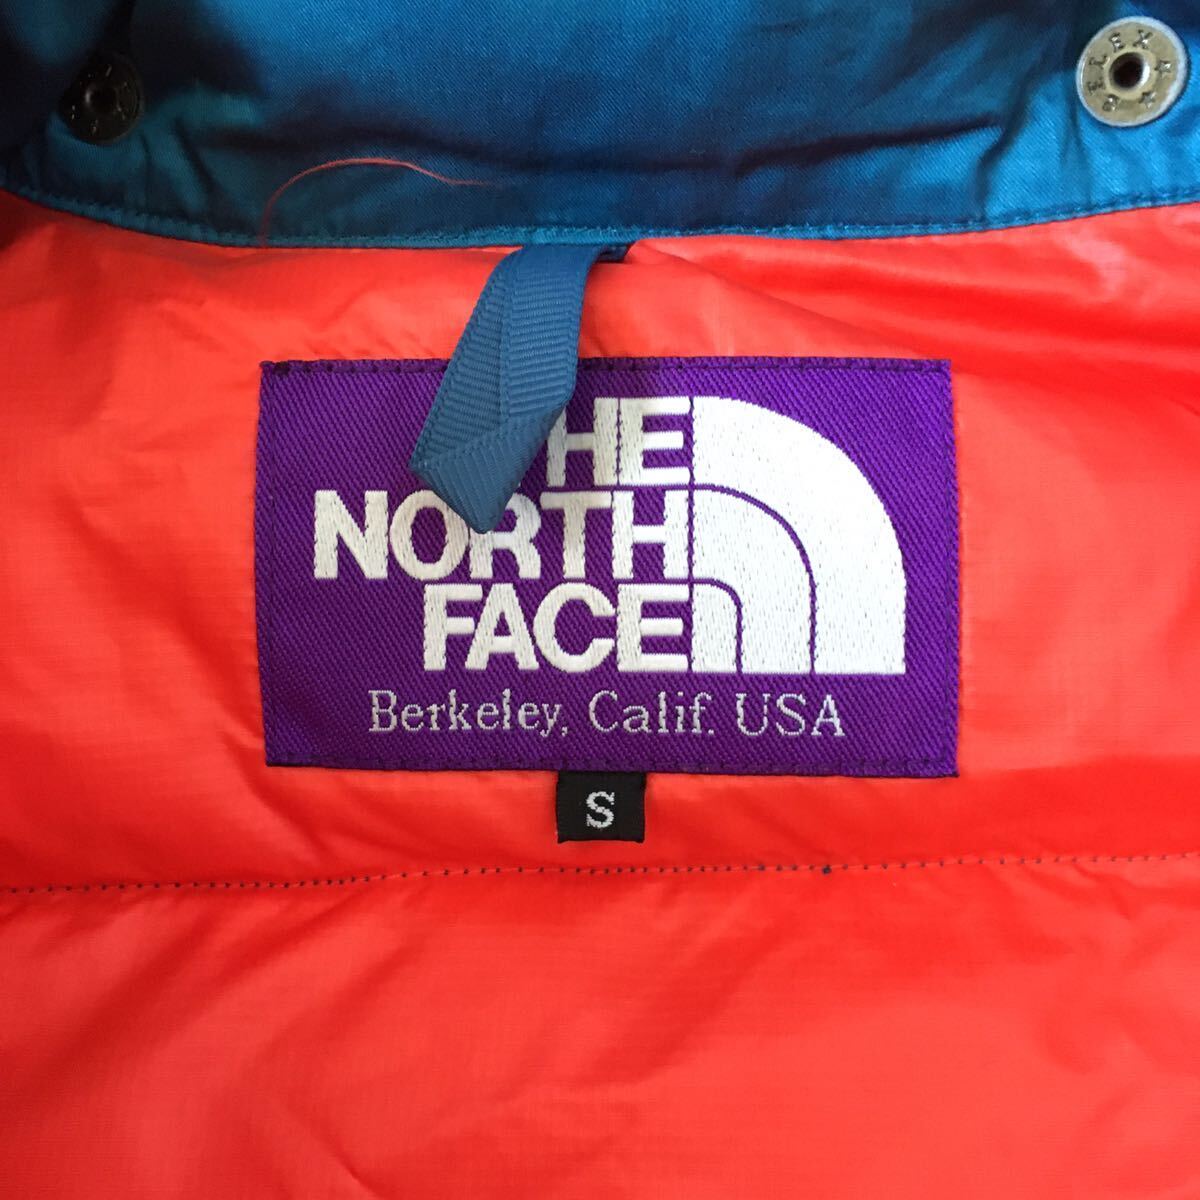 THE
NORTH
FACE
Berkeley, Calif. USA
S